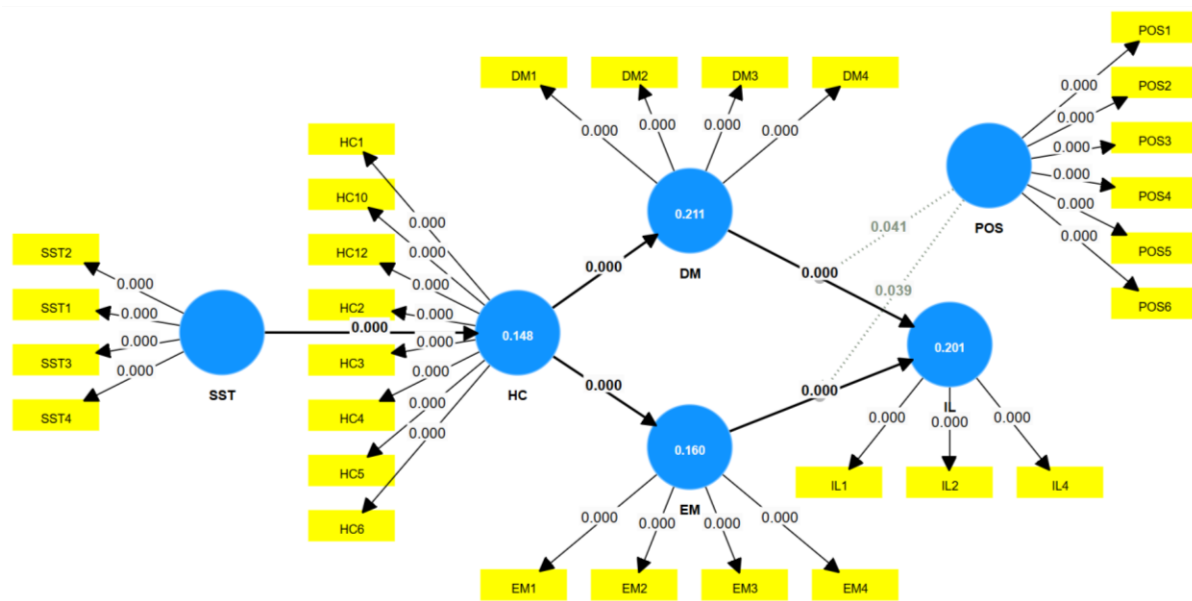 POS1
DM1
DM2
DM3
DM4
POS2
0.000
0.000
0.000
0.000
0.000
0.000
HC1
0.000
POS3
0.000
POS4
HC10
0.000
0.000
0.211
0.041
POS
0.000
POS5
SST2
HC12
0.000
DM
0.000
0.000
0.000
0.039
POS6
0.000
SST1
0.000
HC2
0.000
0.000
0.148
0.201
SST3
0.000
HC3
0.000
0.000
0.000
0.000
SST
HC
IL
SST4
HC4
0.000
0.000
0.000
0.000
0.000
0.160
HC5
IL1
IL2
IL4
EM
0.000
0.000
0.000
0.000
HC6
EM1
EM2
EM3
EM4